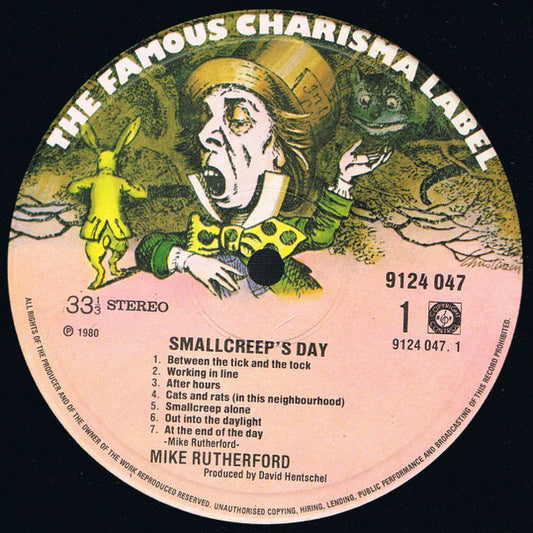 THE FAMOUS CHARISMA LABEL
9124 047
33⅓ STEREO
1
COPYRIGHT CONTROL
℗ 1980
9124 047. 1
SMALLCREEP'S DAY
1. Between the tick and the tock
2. Working in line
3. After hours
4. Cats and rats (in this neighbourhood)
5. Smallcreep alone
6. Out into the daylight
7. At the end of the day
-Mike Rutherford-
MIKE RUTHERFORD
Produced by David Hentschel
ALL RIGHTS OF THE PRODUCER AND OF THE OWNER OF THE WORK REPRODUCED RESERVED. UNAUTHORISED COPYING, HIRING, LENDING, PUBLIC PERFORMANCE AND BROADCASTING OF THIS RECORD PROHIBITED.